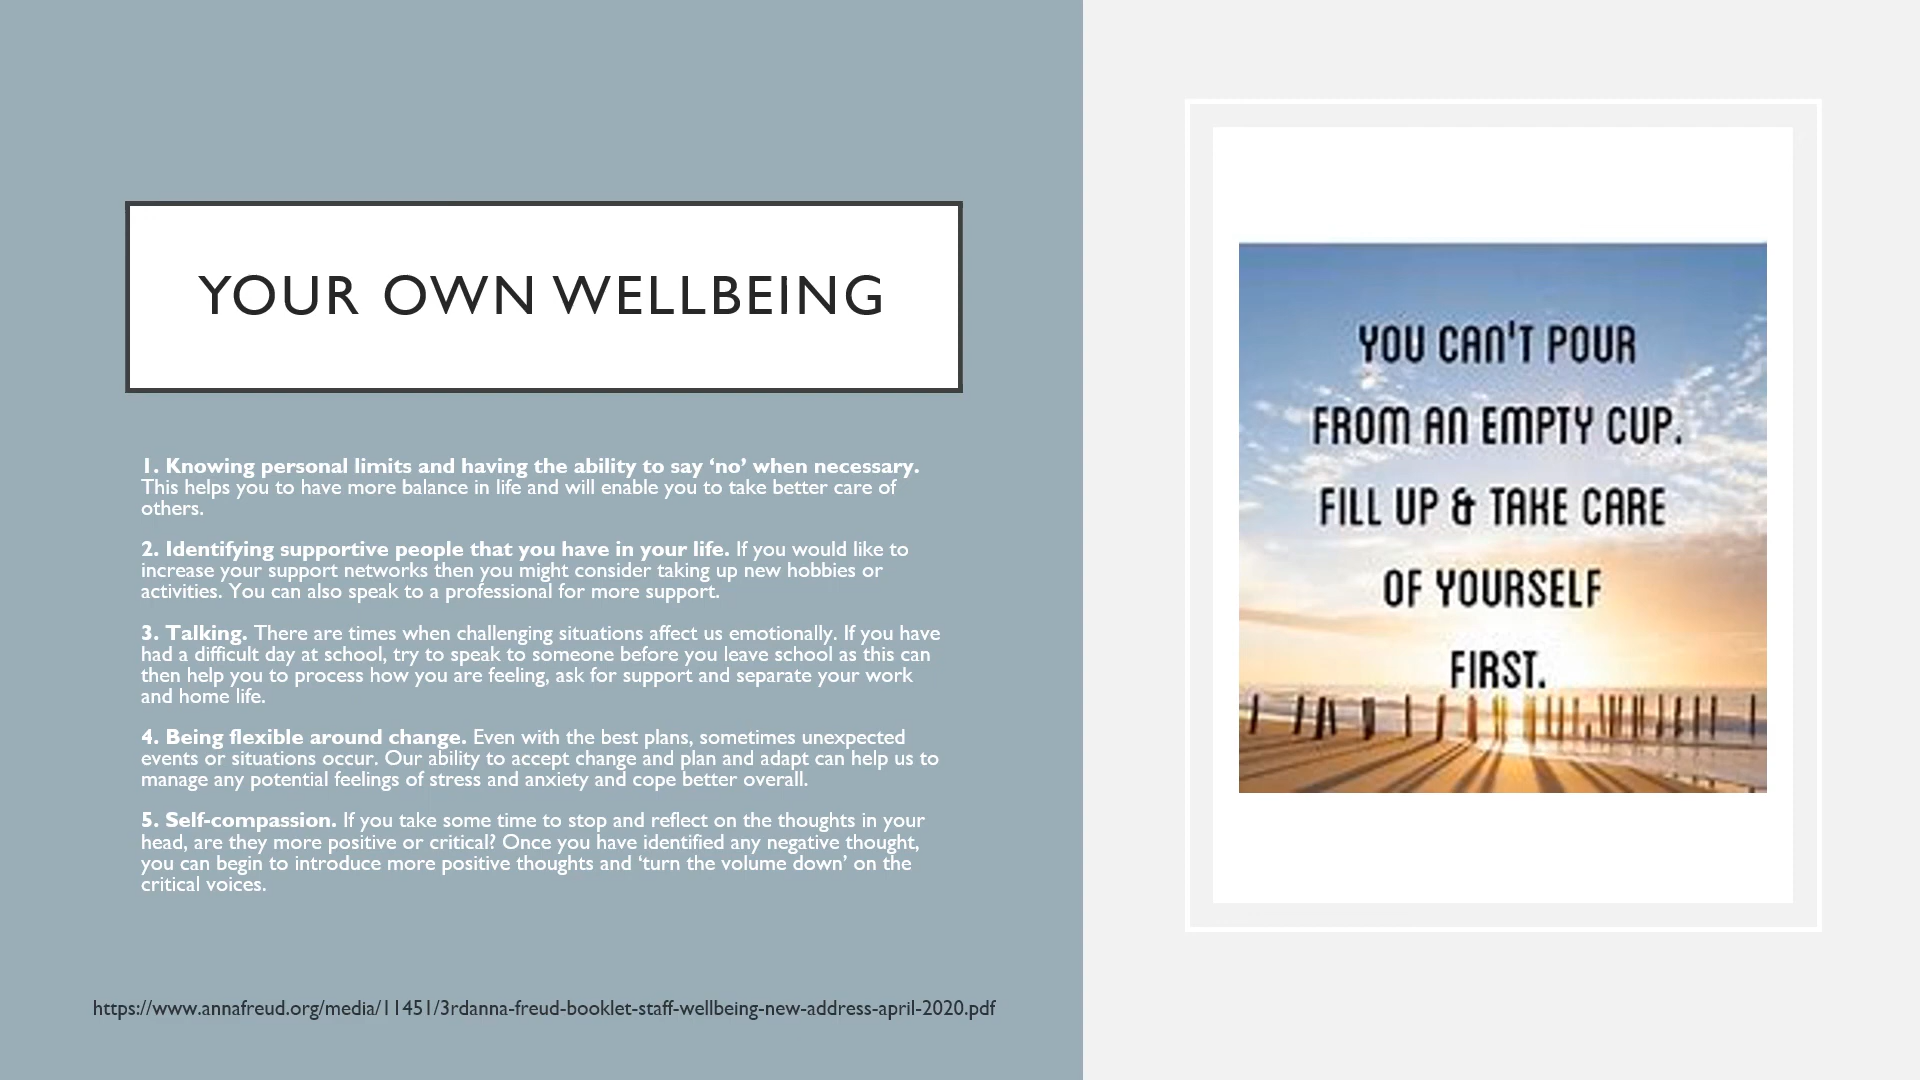 YOUR OWN WELLBEING
1. Knowing personal limits and having the ability to say ‘no’ when necessary.
This helps you to have more balance in life and will enable you to take better care of
others.
2. Identifying supportive people that you have in your life. If you would like to
increase your support networks then you might consider taking up new hobbies or
activities. You can also speak to a professional for more support.
3. Talking. There are times when challenging situations affect us emotionally. If you have
had a difficult day at school, try to speak to someone before you leave school as this can
then help you to process how you are feeling, ask for support and separate your work
and home life.
4. Being flexible around change. Even with the best plans, sometimes unexpected
events or situations occur. Our ability to accept change and plan and adapt can help us to
manage any potential feelings of stress and anxiety and cope better overall.
5. Self-compassion. If you take some time to stop and reflect on the thoughts in your
head, are they more positive or critical? Once you have identified any negative thought,
you can begin to introduce more positive thoughts and ‘turn the volume down’ on the
critical voices.
https://www.annafreud.org/media/11451/3rdanna-freud-booklet-staff-wellbeing-new-address-april-2020.pdf
YOU CAN'T POUR
FROM AN EMPTY CUP.
FILL UP & TAKE CARE
OF YOURSELF
FIRST.